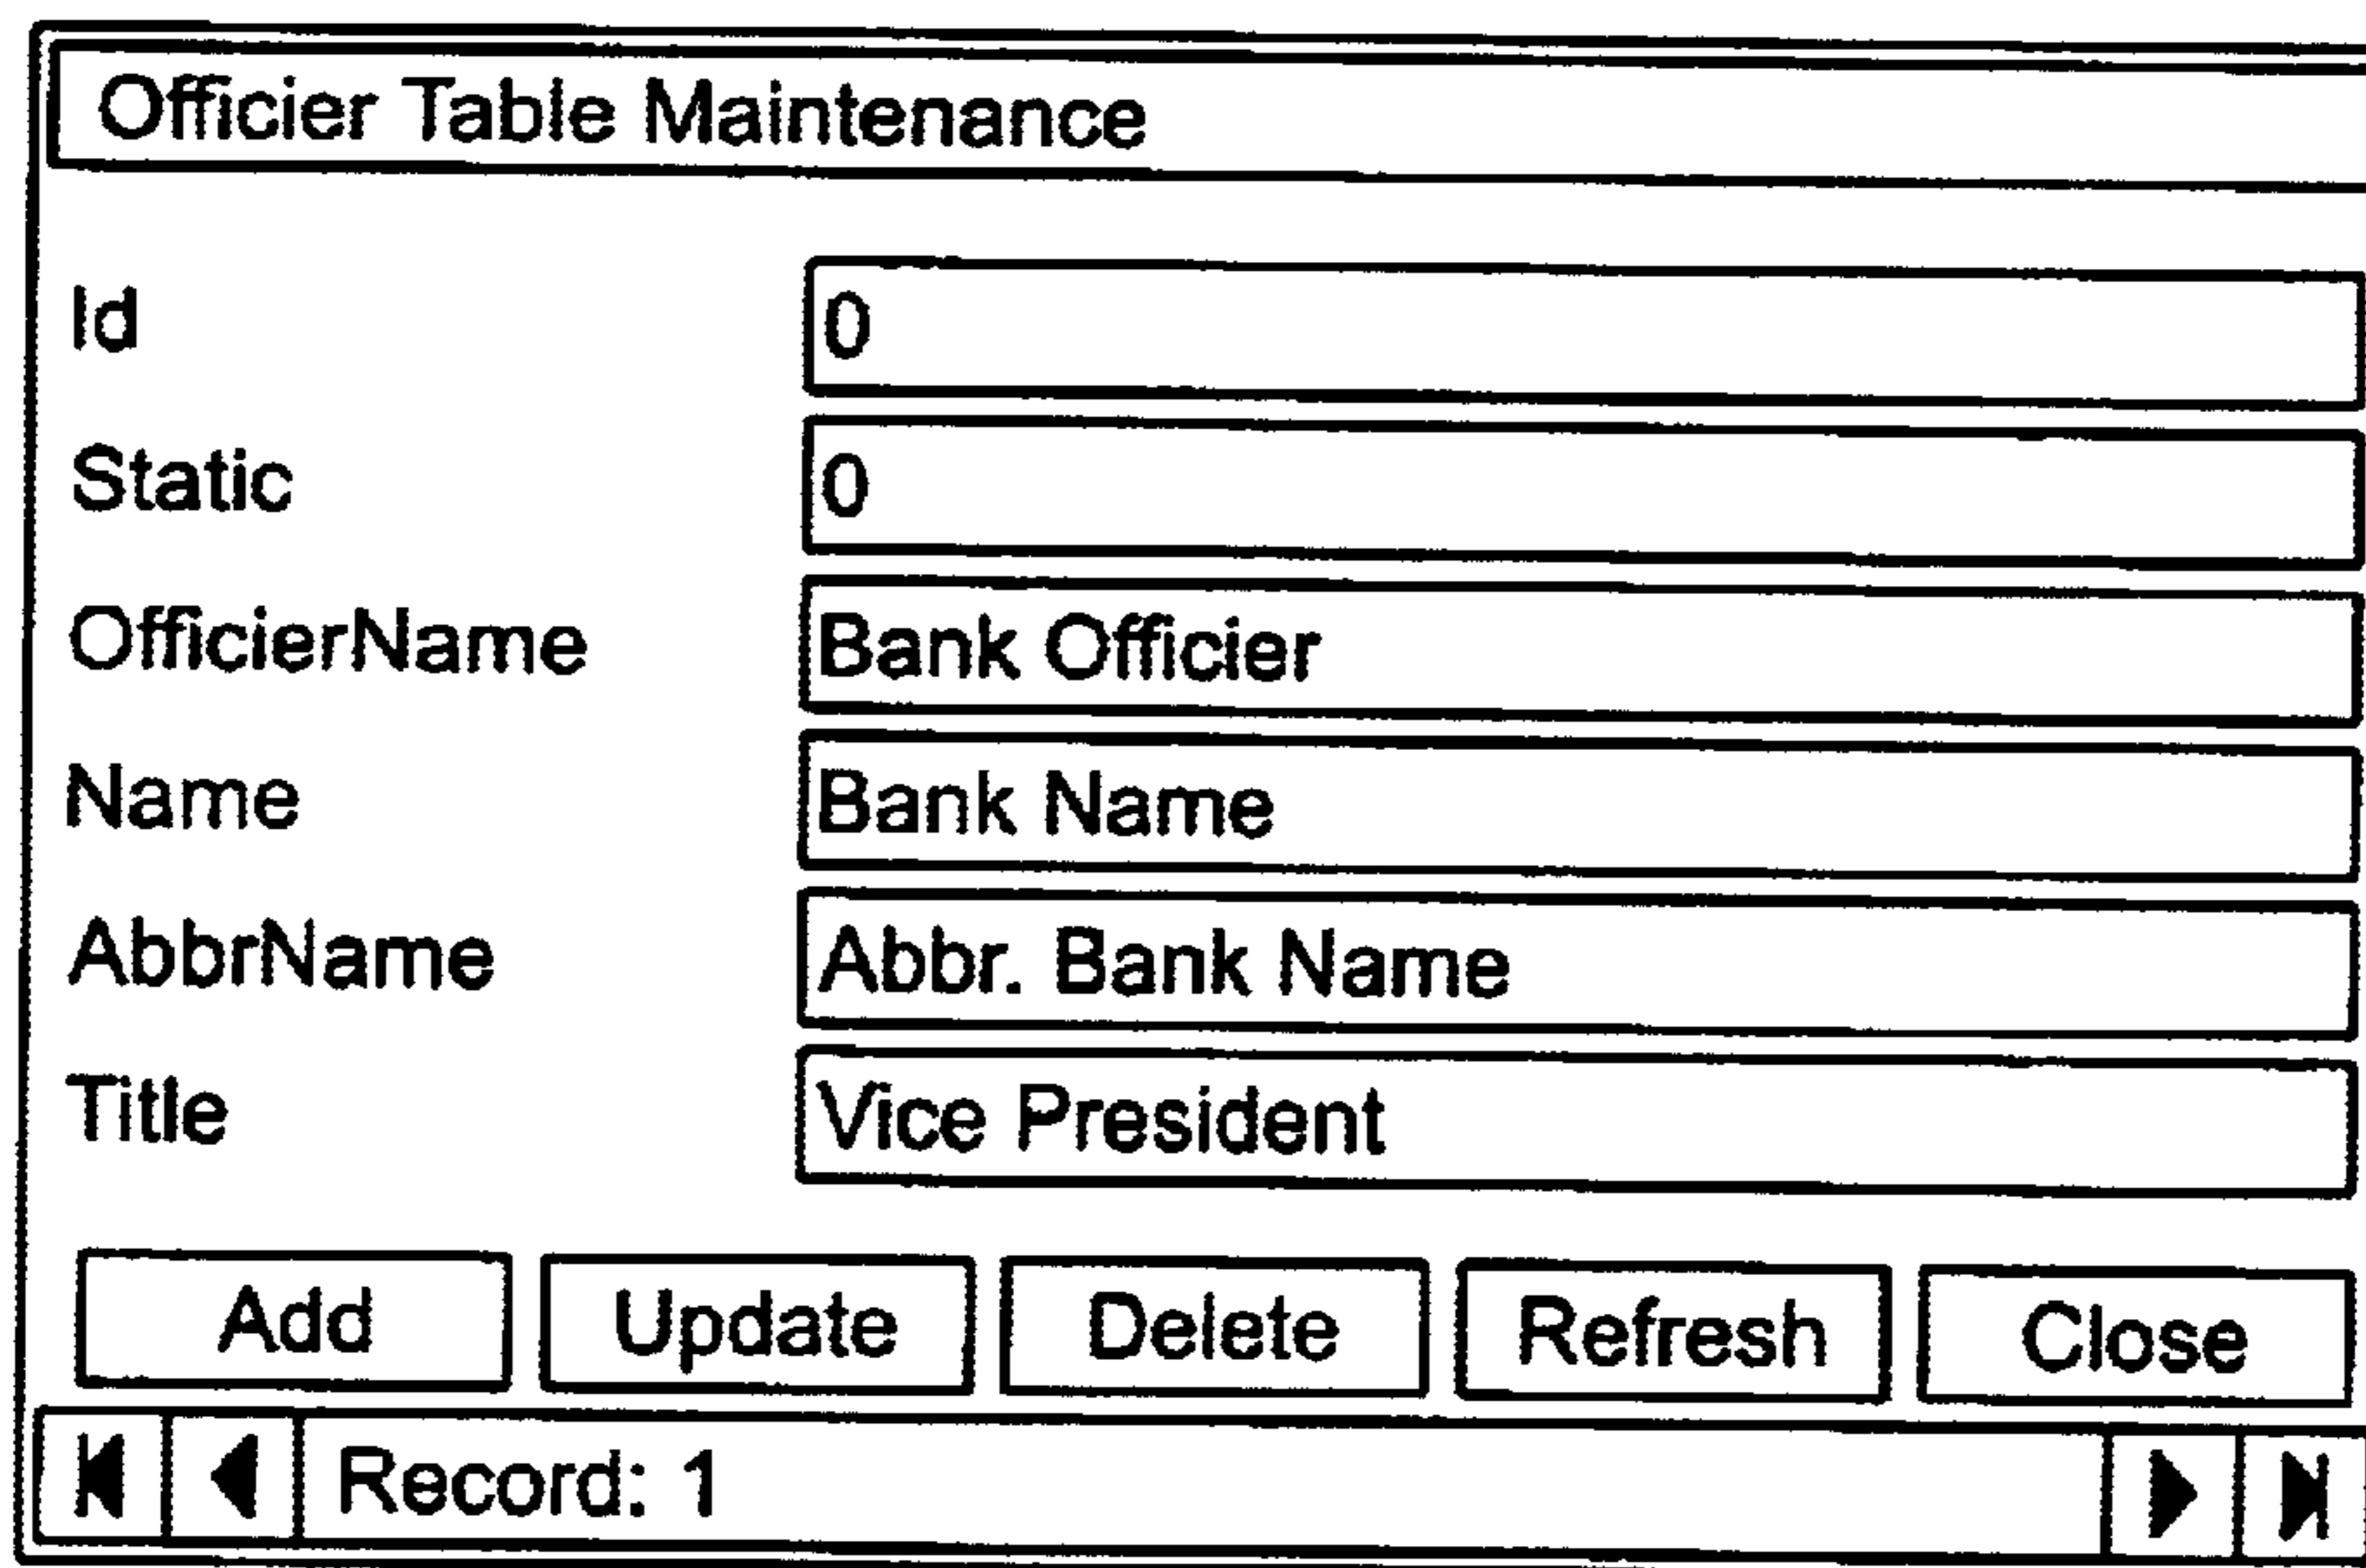 Officier Table Maintenance
Id 0
Static 0
OfficierName Bank Officier
Name Bank Name
AbbrName Abbr. Bank Name
Title Vice President
Add Update Delete Refresh Close
Record: 1